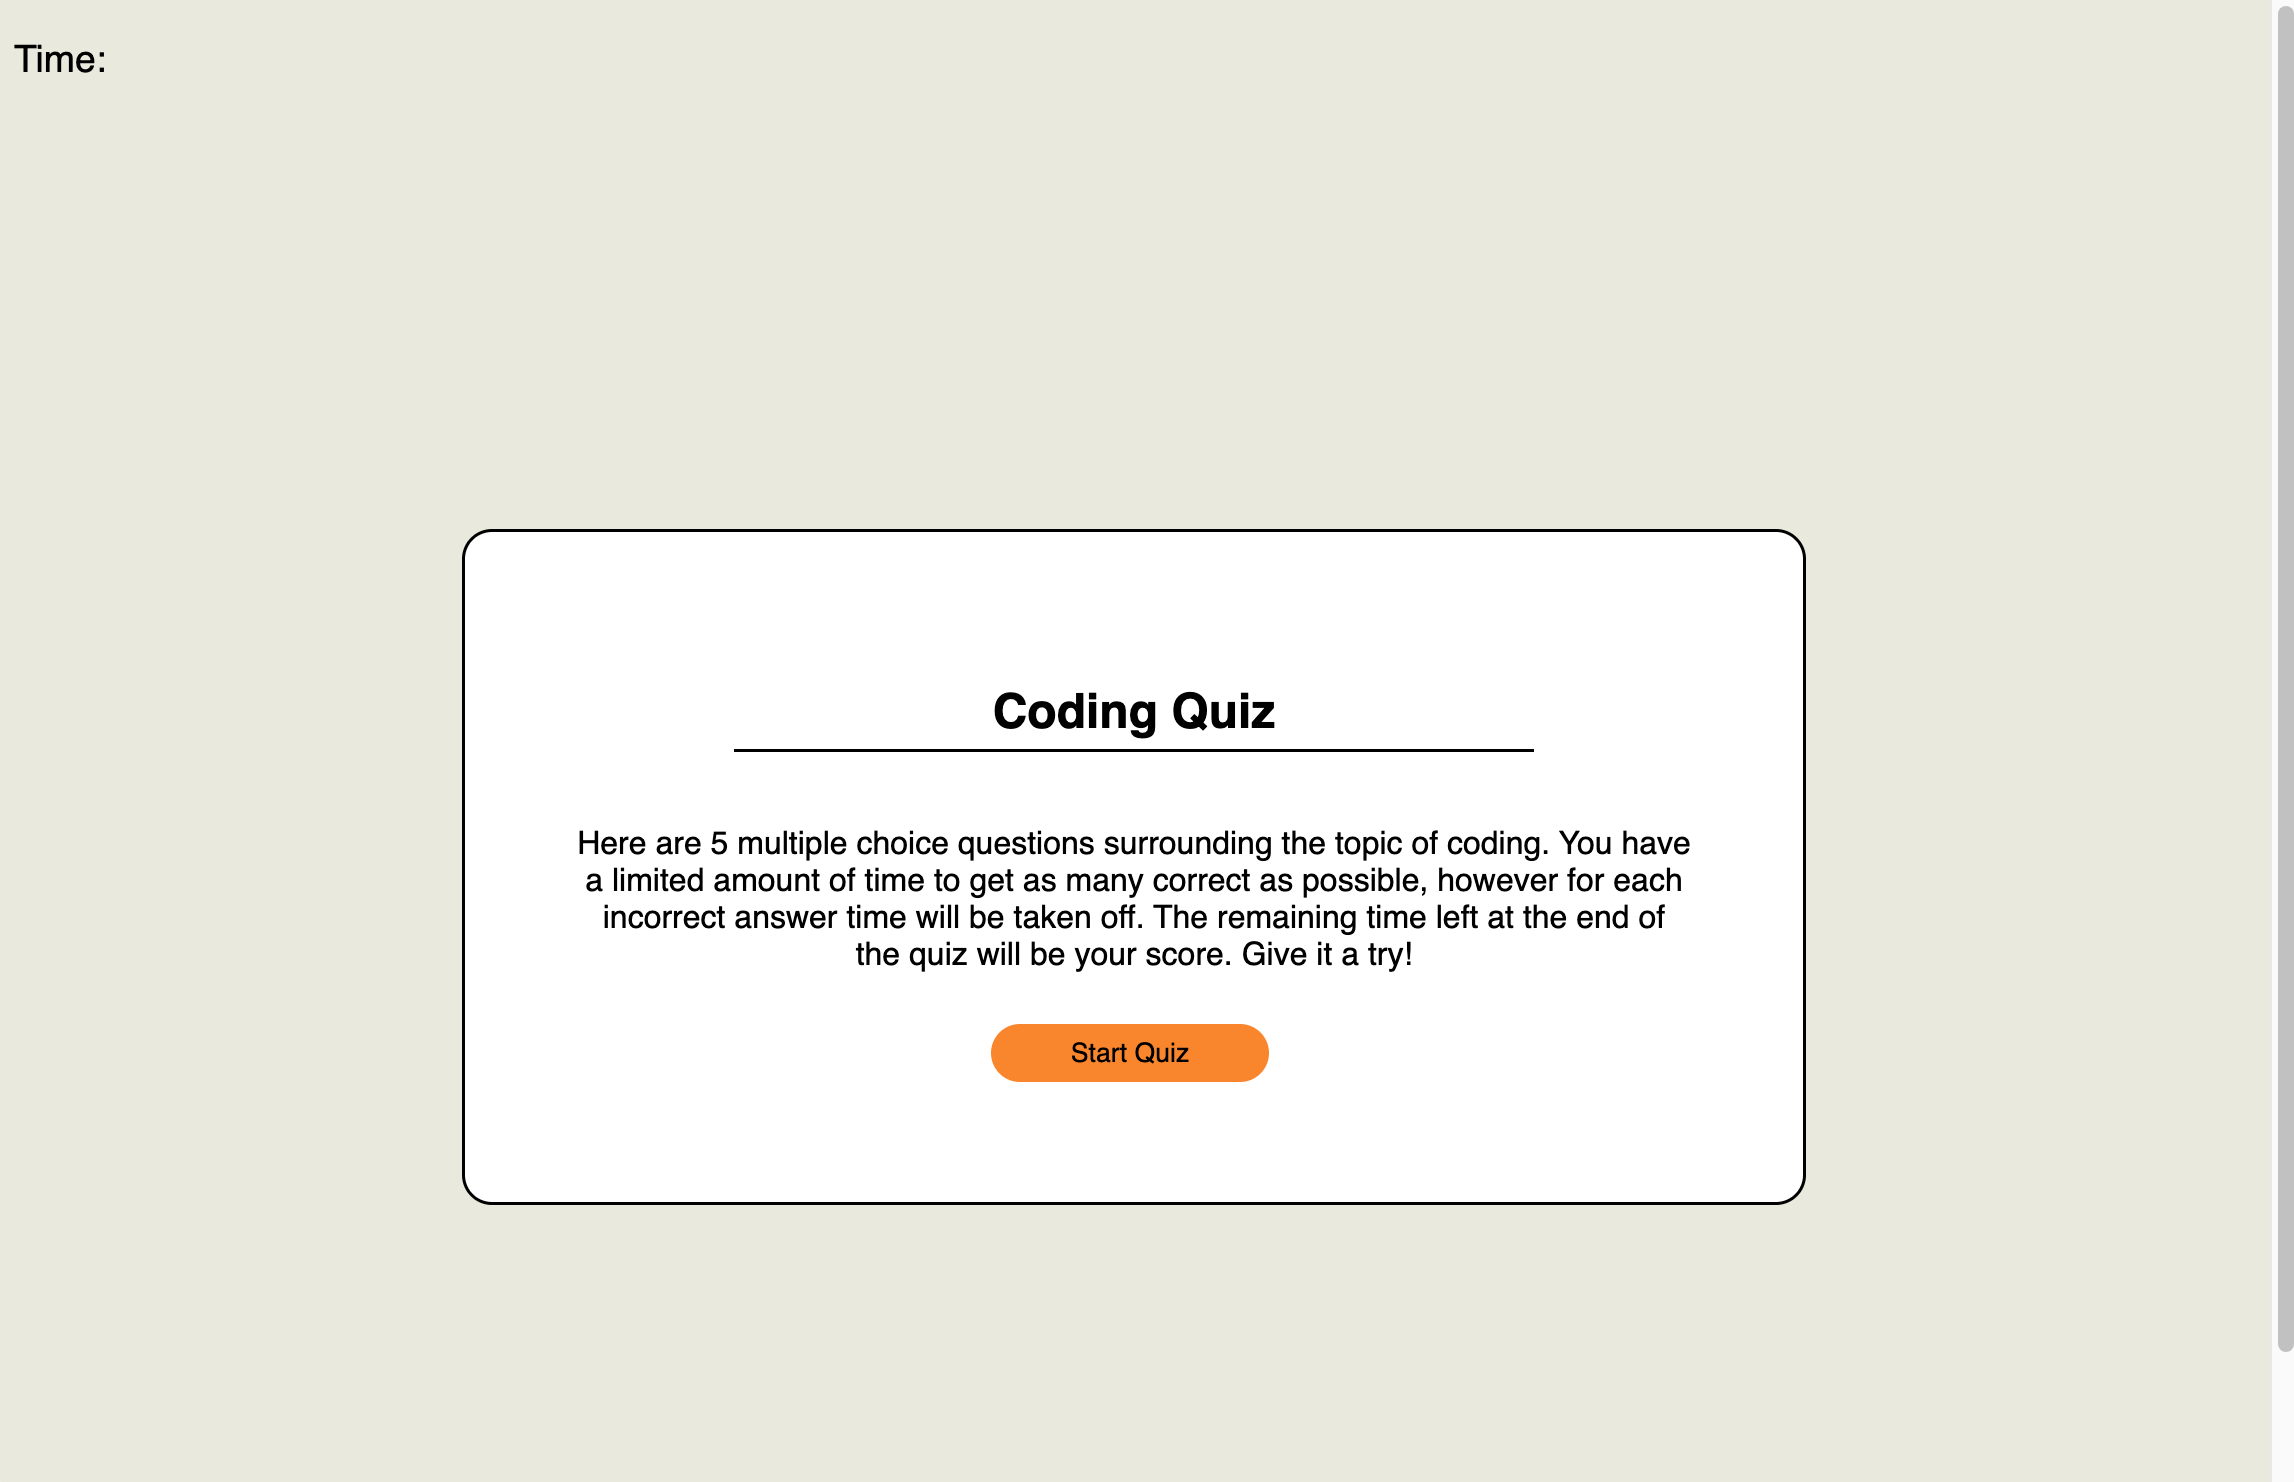 Time:
Coding Quiz
Here are 5 multiple choice questions surrounding the topic of coding. You have
a limited amount of time to get as many correct as possible, however for each
incorrect answer time will be taken off. The remaining time left at the end of
the quiz will be your score. Give it a try!
Start Quiz